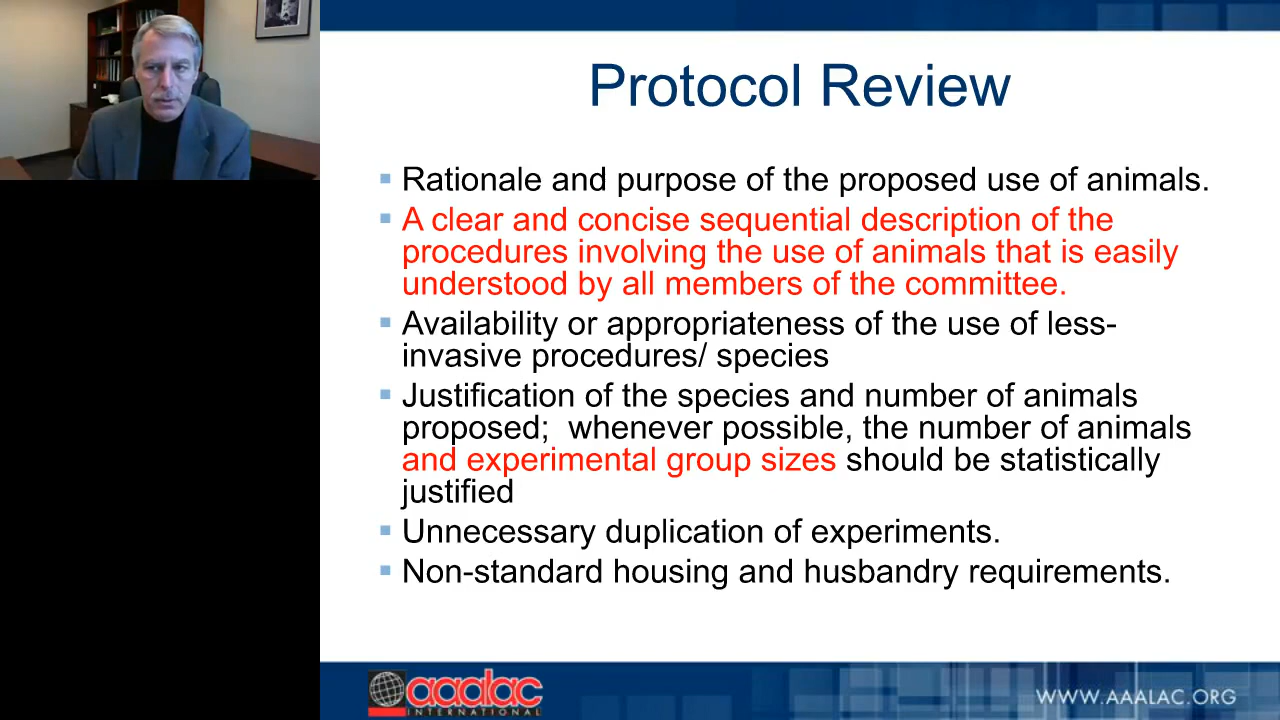 Protocol Review
Rationale and purpose of the proposed use of animals.
A clear and concise sequential description of the
procedures involving the use of animals that is easily
understood by all members of the committee.
Availability or appropriateness of the use of less-
invasive procedures/ species
Justification of the species and number of animals
proposed;  whenever possible, the number of animals
and experimental group sizes should be statistically
justified
Unnecessary duplication of experiments.
Non-standard housing and husbandry requirements.
aaalac
INTERNATIONAL
WWW.AAALAC.ORG